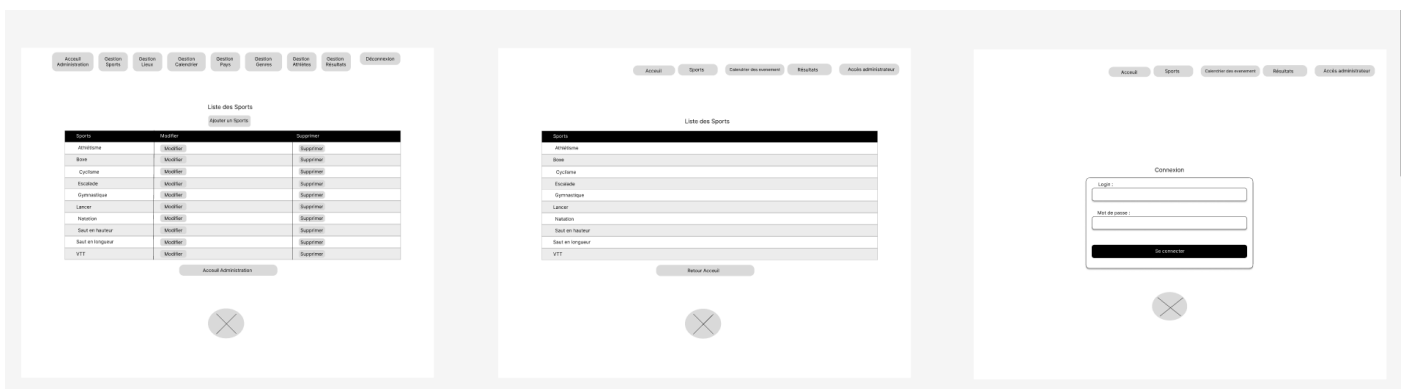 Acceuil Administration
Gestion Sports
Gestion Lieux
Gestion Calendrier
Gestion Pays
Gestion Genres
Gestion Athlètes
Gestion Résultats
Déconnexion
Liste des Sports
Ajouter un Sports
Sports Modifier Supprimer
Athlétisme Modifier Supprimer
Boxe Modifier Supprimer
Cyclisme Modifier Supprimer
Escalade Modifier Supprimer
Gymnastique Modifier Supprimer
Lancer Modifier Supprimer
Natation Modifier Supprimer
Saut en hauteur Modifier Supprimer
Saut en longueur Modifier Supprimer
VTT Modifier Supprimer
Acceuil Administration
Acceuil Sports Calendrier des evenement Résultats Accès administrateur
Liste des Sports
Sports
Athlétisme
Boxe
Cyclisme
Escalade
Gymnastique
Lancer
Natation
Saut en hauteur
Saut en longueur
VTT
Retour Acceuil
Acceuil Sports Calendrier des evenement Résultats Accès administrateur
Connexion
Login :
Mot de passe :
Se connecter